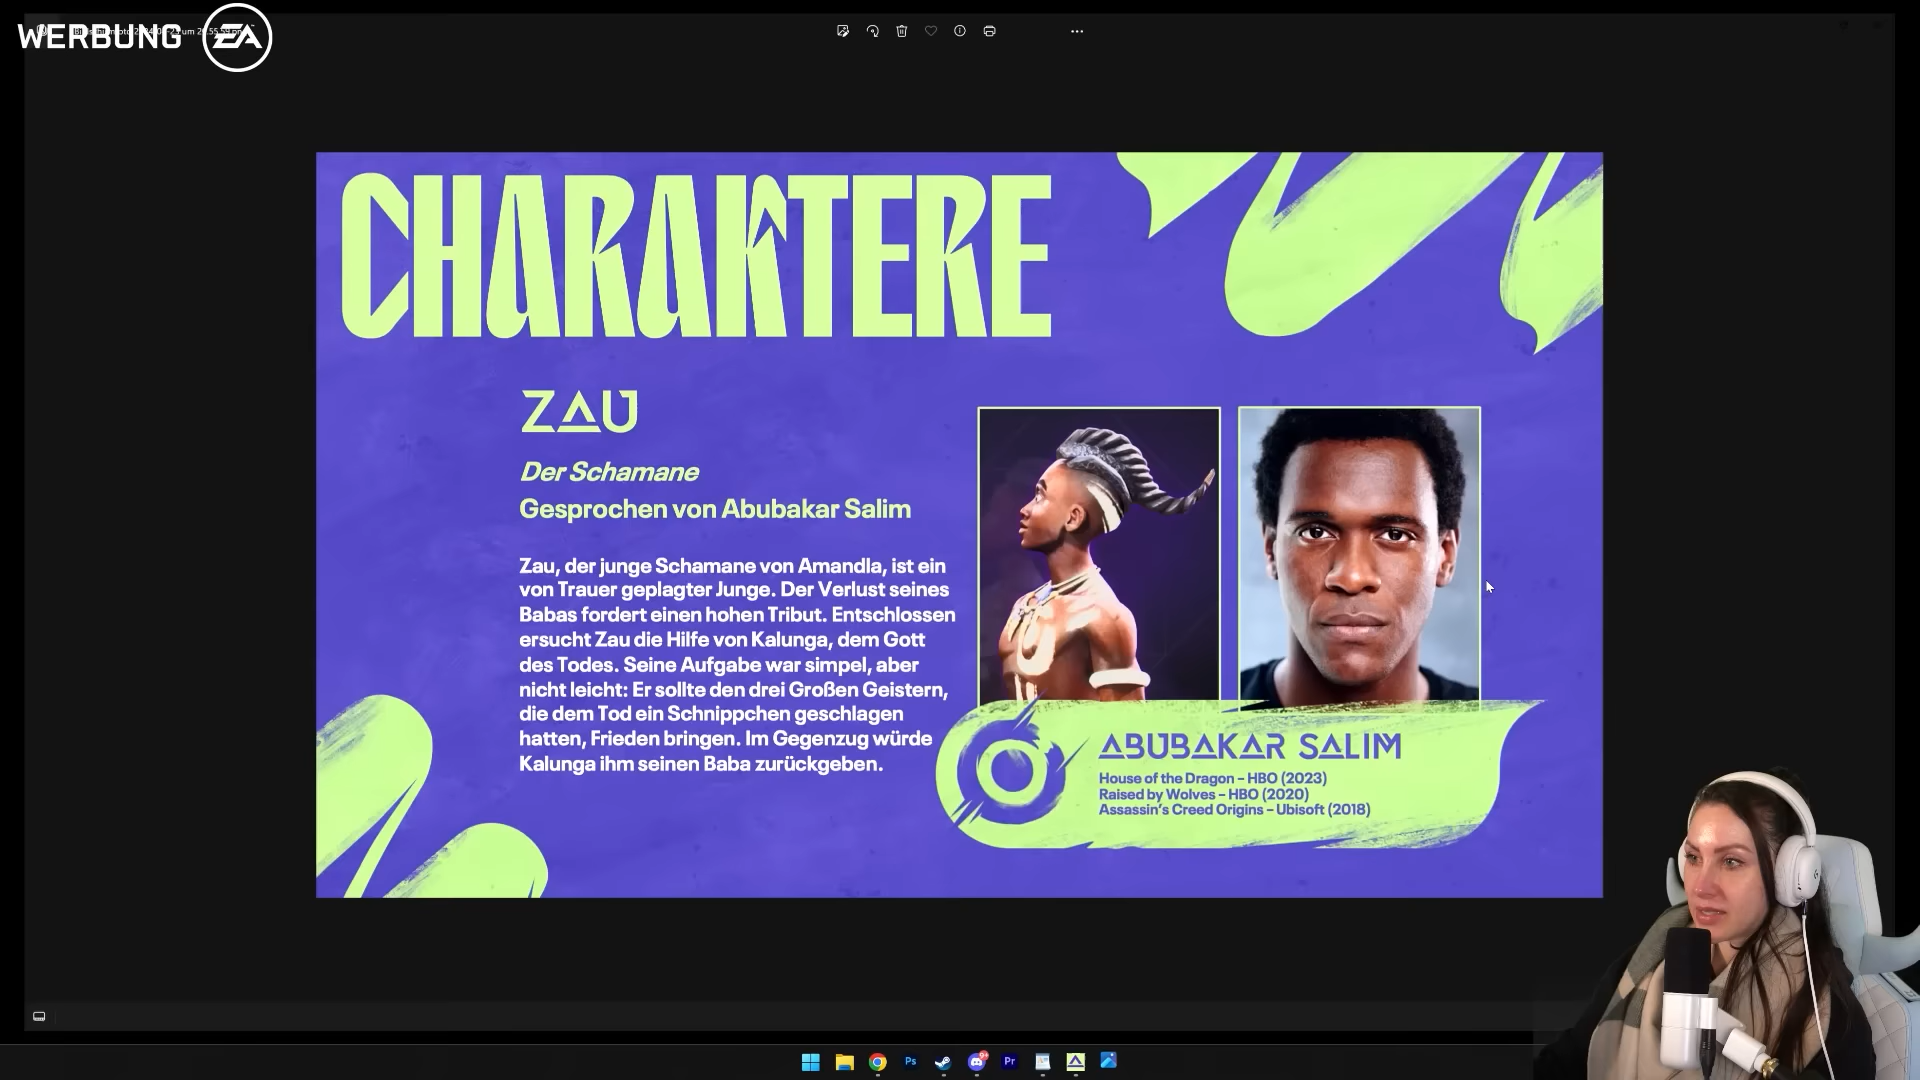 WERBUNG EA
CHARAKTERE
ZAU
Der Schamane
Gesprochen von Abubakar Salim
Zau, der junge Schamane von Amandla, ist ein
von Trauer geplagter Junge. Der Verlust seines
Babas fordert einen hohen Tribut. Entschlossen
ersucht Zau die Hilfe von Kalunga, dem Gott
des Todes. Seine Aufgabe war simpel, aber
nicht leicht: Er sollte den drei Großen Geistern,
die dem Tod ein Schnippchen geschlagen
hatten, Frieden bringen. Im Gegenzug würde
Kalunga ihm seinen Baba zurückgeben.
ABUBAKAR SALIM
House of the Dragon – HBO (2023)
Raised by Wolves – HBO (2020)
Assassin's Creed Origins – Ubisoft (2018)
Ps
Pr